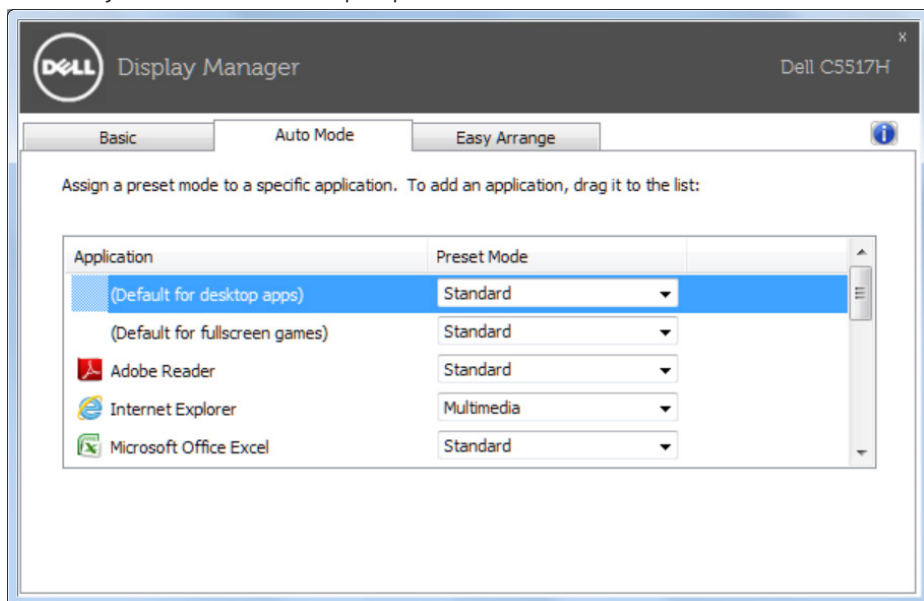 DELL Display Manager
x
Dell C5517H
Basic Auto Mode Easy Arrange
Assign a preset mode to a specific application. To add an application, drag it to the list:
Application Preset Mode
(Default for desktop apps) Standard
(Default for fullscreen games) Standard
Adobe Reader Standard
Internet Explorer Multimedia
Microsoft Office Excel Standard